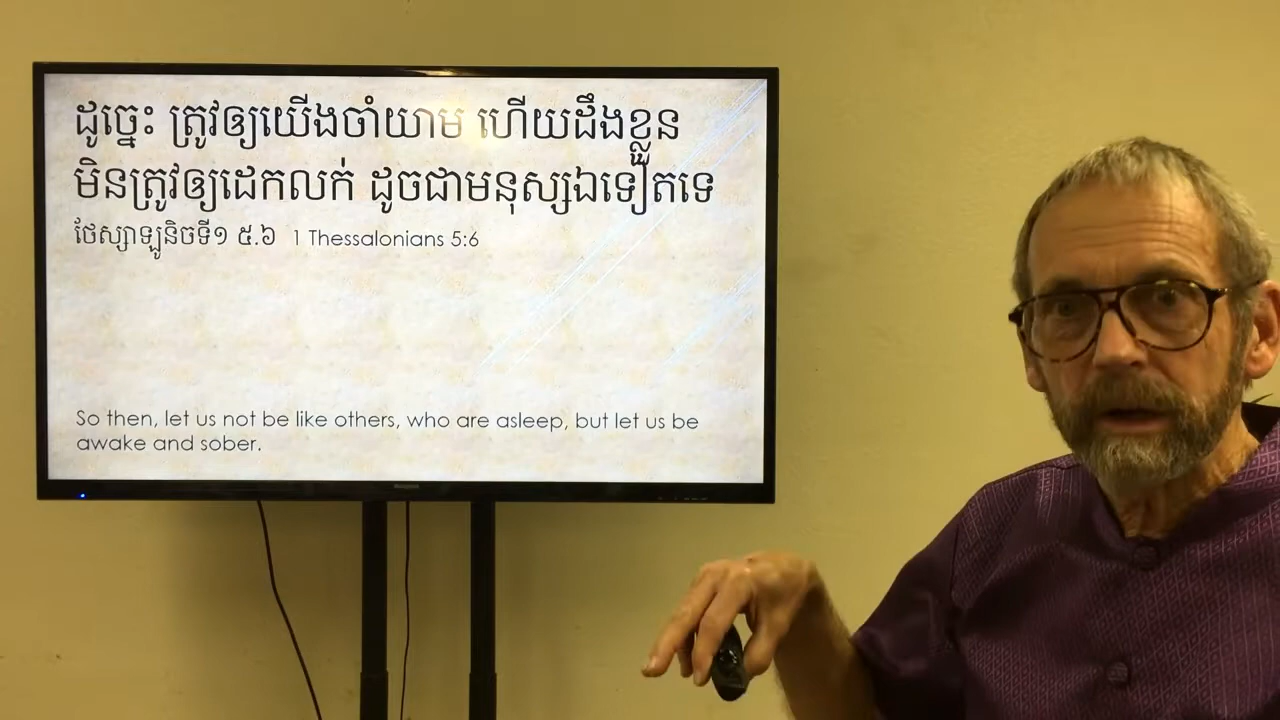 ដូច្នេះ ត្រូវឲ្យយើងចាំយាម ហើយដឹងខ្លួន
មិនត្រូវឲ្យដេកលក់ ដូចជាមនុស្សឯទៀតទេ
ថែស្សាឡូនិចទី១ ៥.៦ 1 Thessalonians 5:6
So then, let us not be like others, who are asleep, but let us be
awake and sober.